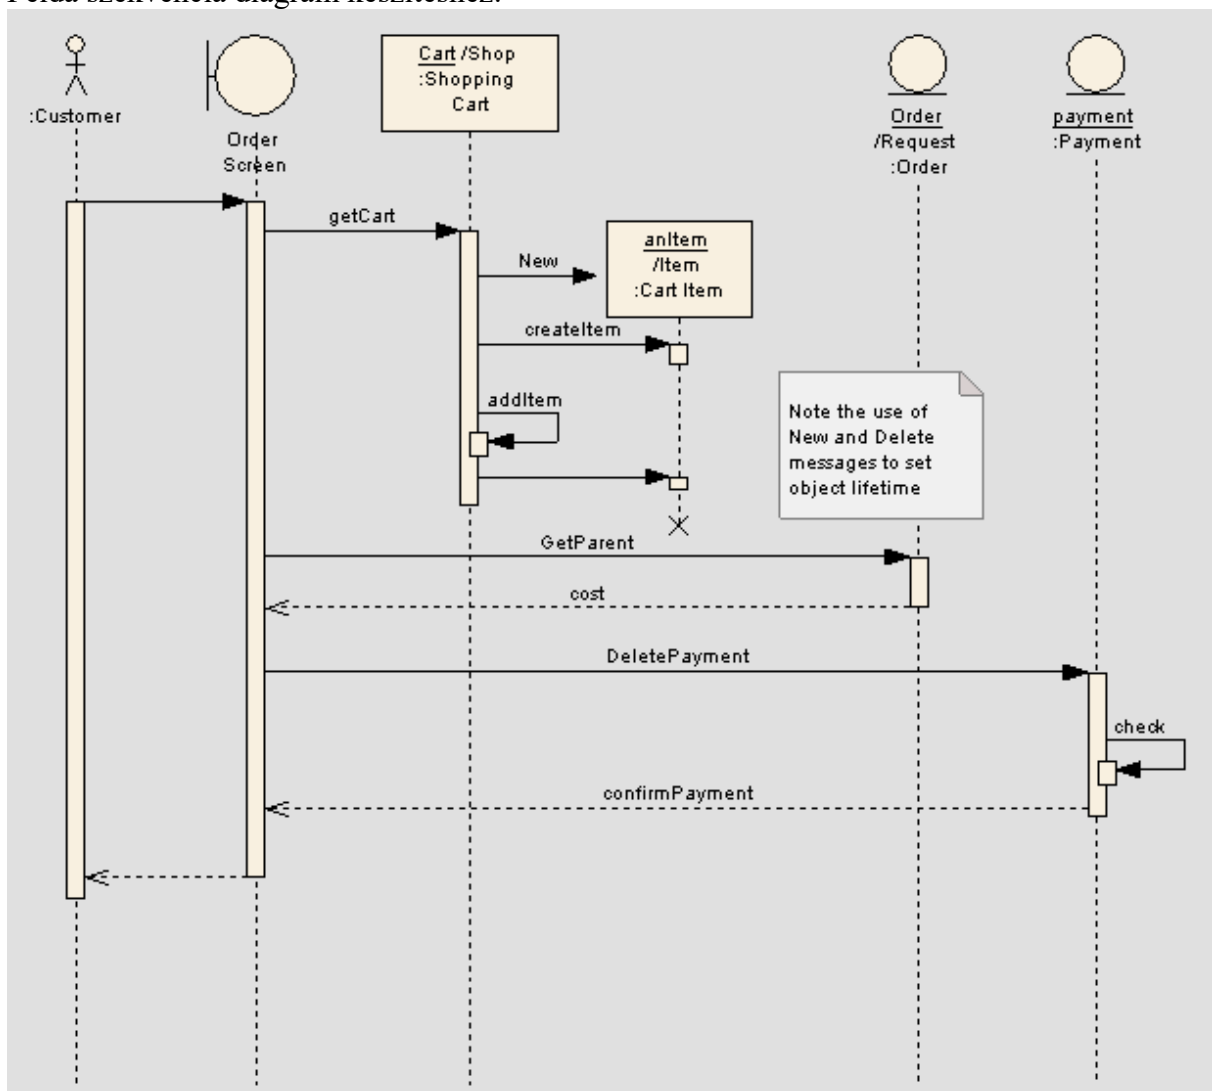 Példa szekvencia diagram készítéshez:
:Customer
Order
Screen
Cart /Shop
:Shopping
Cart
Order
/Request
:Order
payment
:Payment
getCart
anItem
/Item
:Cart Item
New
createItem
addItem
Note the use of
New and Delete
messages to set
object lifetime
GetParent
cost
DeletePayment
check
confirmPayment